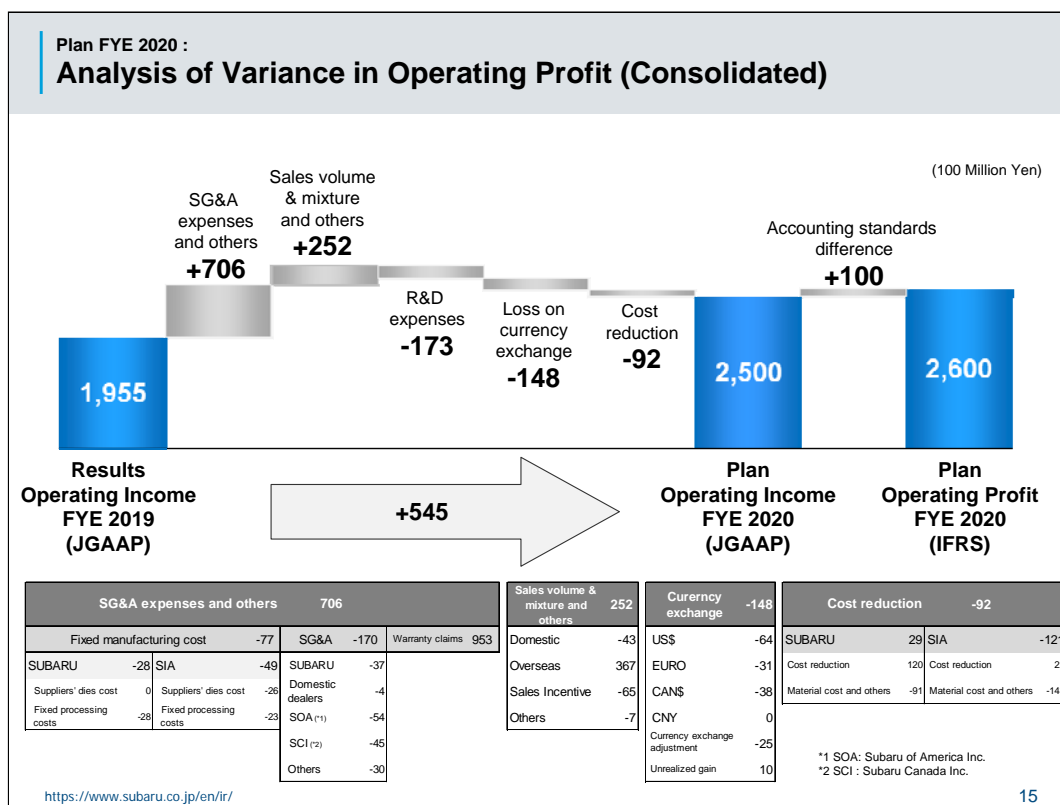 Plan FYE 2020 :
Analysis of Variance in Operating Profit (Consolidated)
(100 Million Yen)
SG&A
expenses
and others
+706
Sales volume
& mixture
and others
+252
R&D
expenses
-173
Loss on
currency
exchange
-148
Cost
reduction
-92
Accounting standards
difference
+100
1,955
2,500
2,600
Results
Operating Income
FYE 2019
(JGAAP)
+545
Plan
Operating Income
FYE 2020
(JGAAP)
Plan
Operating Profit
FYE 2020
(IFRS)
SG&A expenses and others 706
Fixed manufacturing cost -77
SUBARU -28 SIA -49
Suppliers' dies cost 0 Suppliers' dies cost -26
Fixed processing costs -28 Fixed processing costs -23
SG&A -170
SUBARU -37
Domestic dealers -4
SOA (*1) -54
SCI (*2) -45
Others -30
Warranty claims 953
Sales volume &
mixture and
others
252
Domestic -43
Overseas 367
Sales Incentive -65
Others -7
Curerncy
exchange
-148
US$ -64
EURO -31
CAN$ -38
CNY 0
Currency exchange adjustment -25
Unrealized gain 10
Cost reduction -92
SUBARU 29 SIA -121
Cost reduction 120 Cost reduction 2
Material cost and others -91 Material cost and others -14
*1 SOA: Subaru of America Inc.
*2 SCI : Subaru Canada Inc.
https://www.subaru.co.jp/en/ir/
15